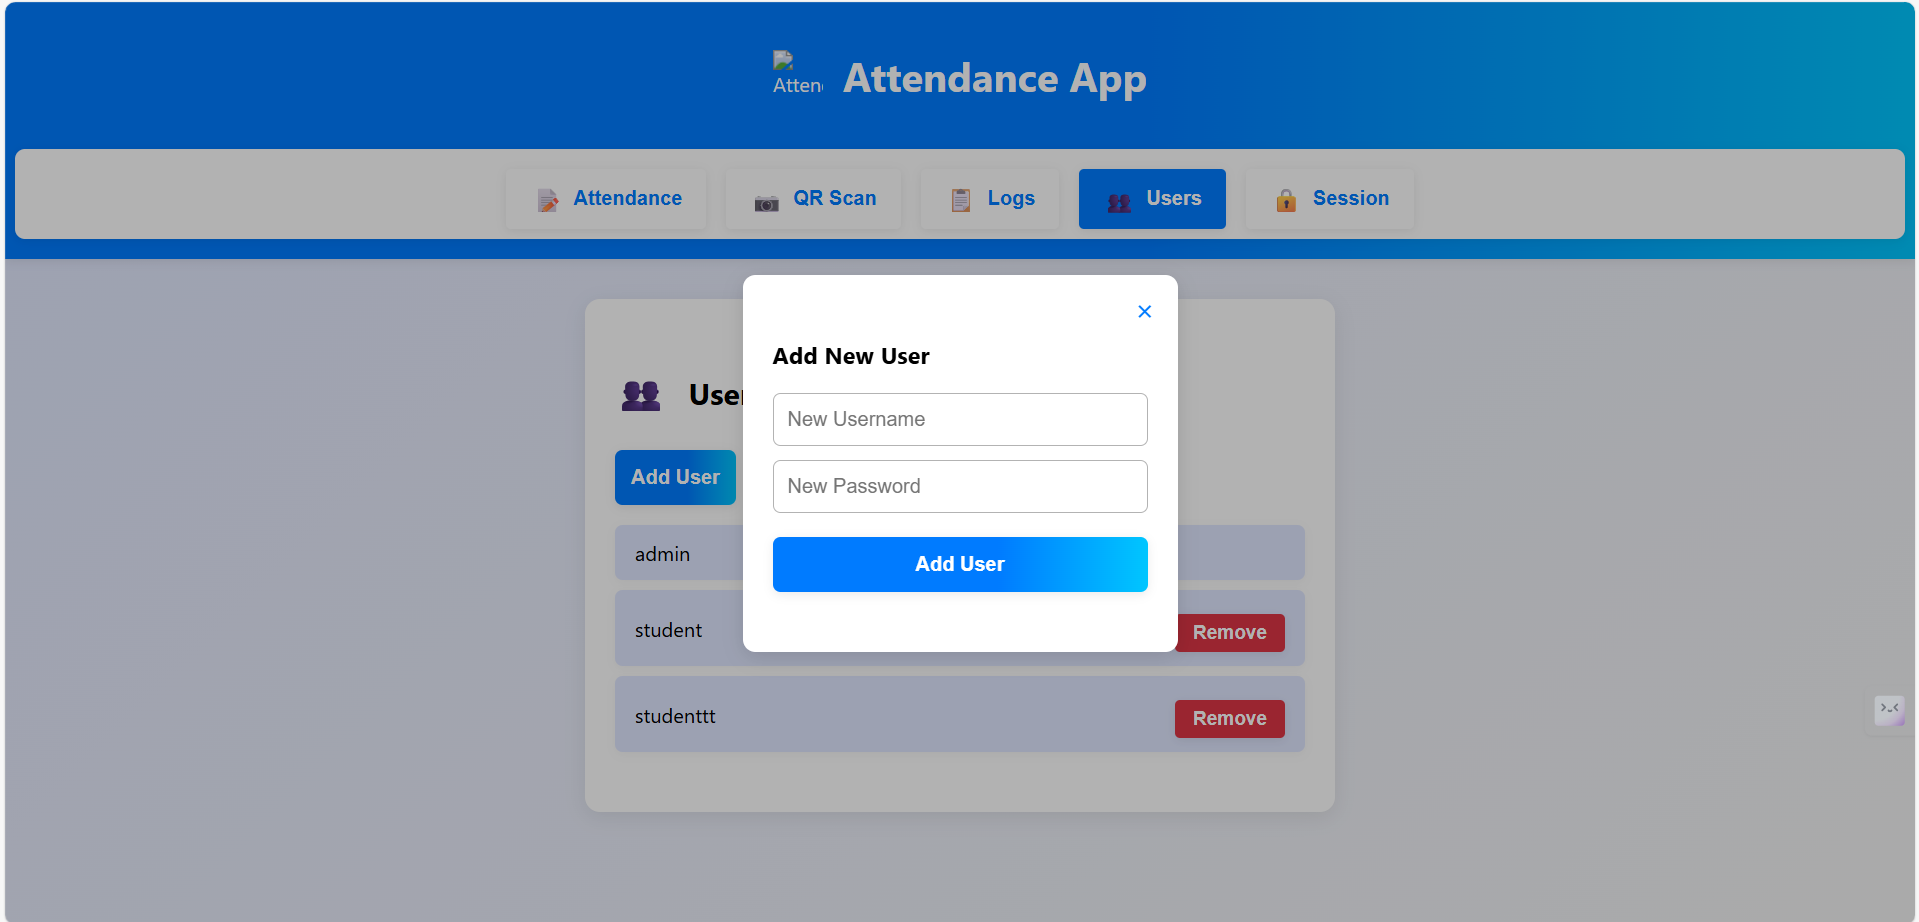 Atten
Attendance App
Attendance
QR Scan
Logs
Users
Session
×
Add New User
User
New Username
Add User
New Password
admin
Add User
student
Remove
studenttt
Remove